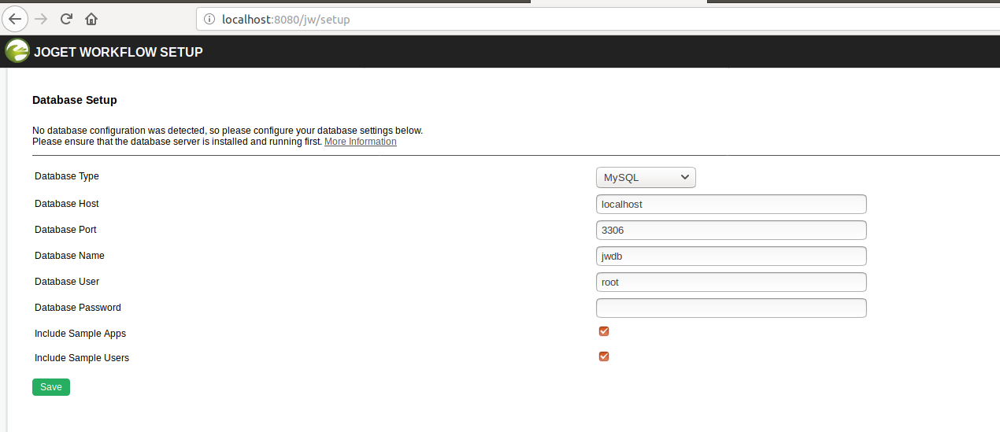 localhost:8080/jw/setup
JOGET WORKFLOW SETUP
Database Setup
No database configuration was detected, so please configure your database settings below.
Please ensure that the database server is installed and running first. More Information
Database Type MySQL
Database Host localhost
Database Port 3306
Database Name jwdb
Database User root
Database Password
Include Sample Apps
Include Sample Users
Save